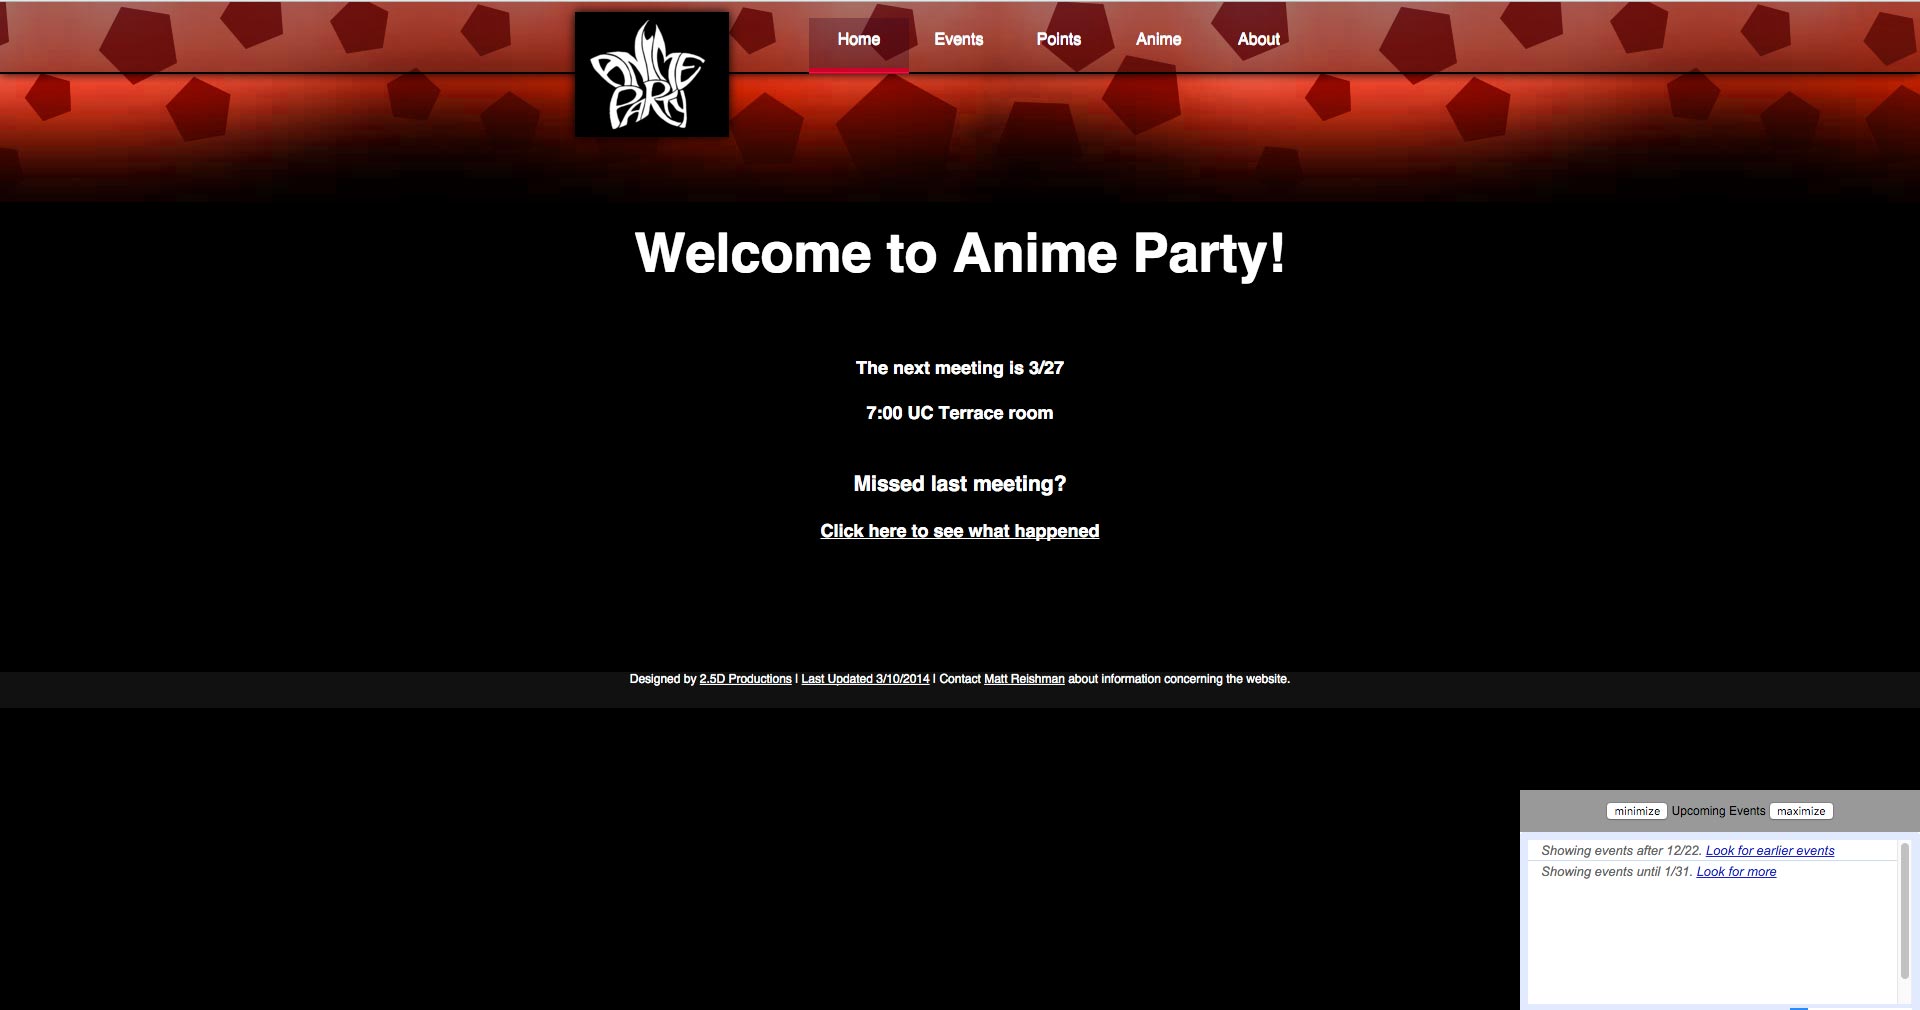 ANIME
PARTY
Home Events Points Anime About
Welcome to Anime Party!
The next meeting is 3/27
7:00 UC Terrace room
Missed last meeting?
Click here to see what happened
Designed by 2.5D Productions | Last Updated 3/10/2014 | Contact Matt Reishman about information concerning the website.
minimize Upcoming Events maximize
Showing events after 12/22. Look for earlier events
Showing events until 1/31. Look for more